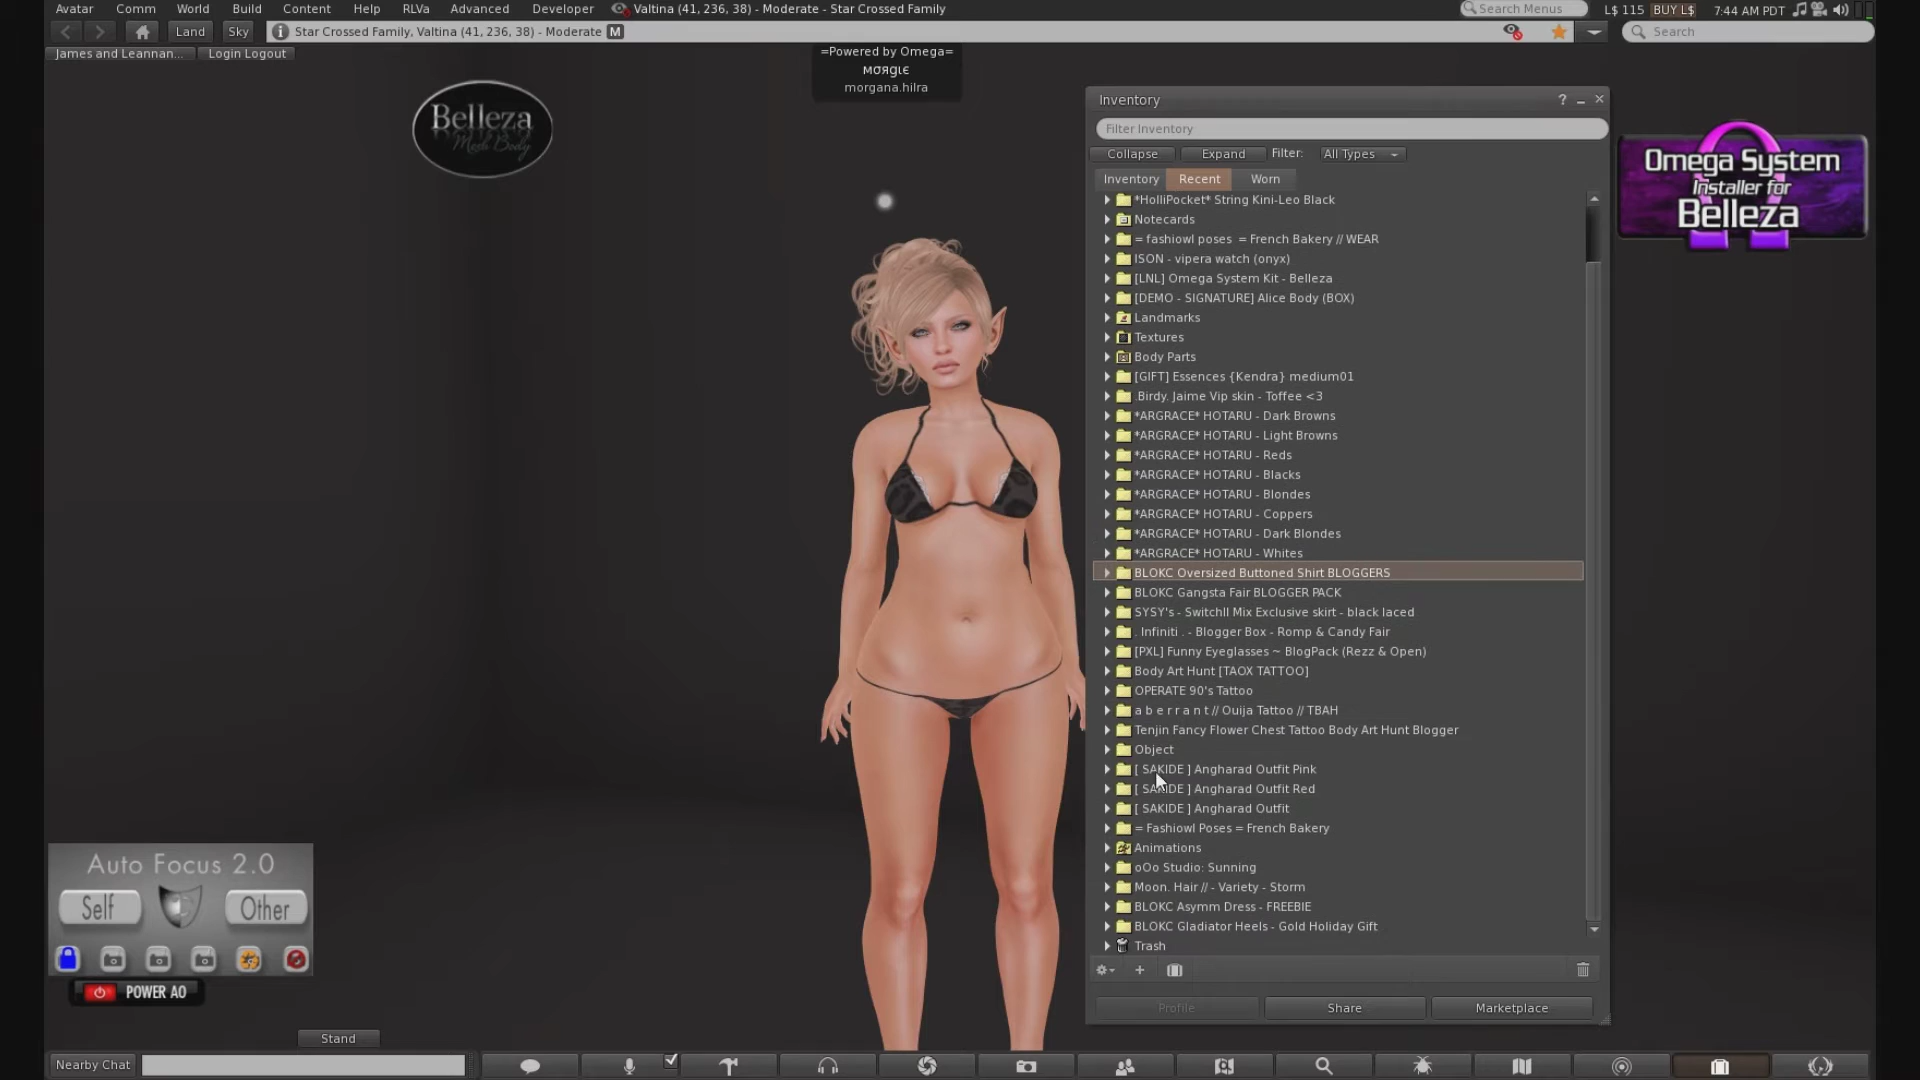 Avatar Comm World Build Content Help RLVa Advanced Developer Valtina (41, 236, 38) - Moderate - Star Crossed Family Search Menus L$ 115 BUY L$ 7:44 AM PDT
Land Sky Star Crossed Family, Valtina (41, 236, 38) - Moderate M Search
James and Leannan... Login Logout
=Powered by Omega=
мσяgιє
morgana.hilra
Belleza
Mesh Body
Inventory ? _ ×
Filter Inventory
Collapse Expand Filter: All Types
Inventory Recent Worn
*HolliPocket* String Kini-Leo Black
Notecards
= fashiowl poses = French Bakery // WEAR
ISON - vipera watch (onyx)
[LNL] Omega System Kit - Belleza
[DEMO - SIGNATURE] Alice Body (BOX)
Landmarks
Textures
Body Parts
[GIFT] Essences {Kendra} medium01
.Birdy. Jaime Vip skin - Toffee <3
*ARGRACE* HOTARU - Dark Browns
*ARGRACE* HOTARU - Light Browns
*ARGRACE* HOTARU - Reds
*ARGRACE* HOTARU - Blacks
*ARGRACE* HOTARU - Blondes
*ARGRACE* HOTARU - Coppers
*ARGRACE* HOTARU - Dark Blondes
*ARGRACE* HOTARU - Whites
BLOKC Oversized Buttoned Shirt BLOGGERS
BLOKC Gangsta Fair BLOGGER PACK
SYSY's - SwitchII Mix Exclusive skirt - black laced
. Infiniti . - Blogger Box - Romp & Candy Fair
[PXL] Funny Eyeglasses ~ BlogPack (Rezz & Open)
Body Art Hunt [TAOX TATTOO]
OPERATE 90's Tattoo
a b e r r a n t // Ouija Tattoo // TBAH
Tenjin Fancy Flower Chest Tattoo Body Art Hunt Blogger
Object
[ SAKIDE ] Angharad Outfit Pink
[ SAKIDE ] Angharad Outfit Red
[ SAKIDE ] Angharad Outfit
= Fashiowl Poses = French Bakery
Animations
oOo Studio: Sunning
Moon. Hair // - Variety - Storm
BLOKC Asymm Dress - FREEBIE
BLOKC Gladiator Heels - Gold Holiday Gift
Trash
Profile Share Marketplace
Omega System
Installer for
Belleza
Auto Focus 2.0
Self Other
POWER AO
Stand
Nearby Chat